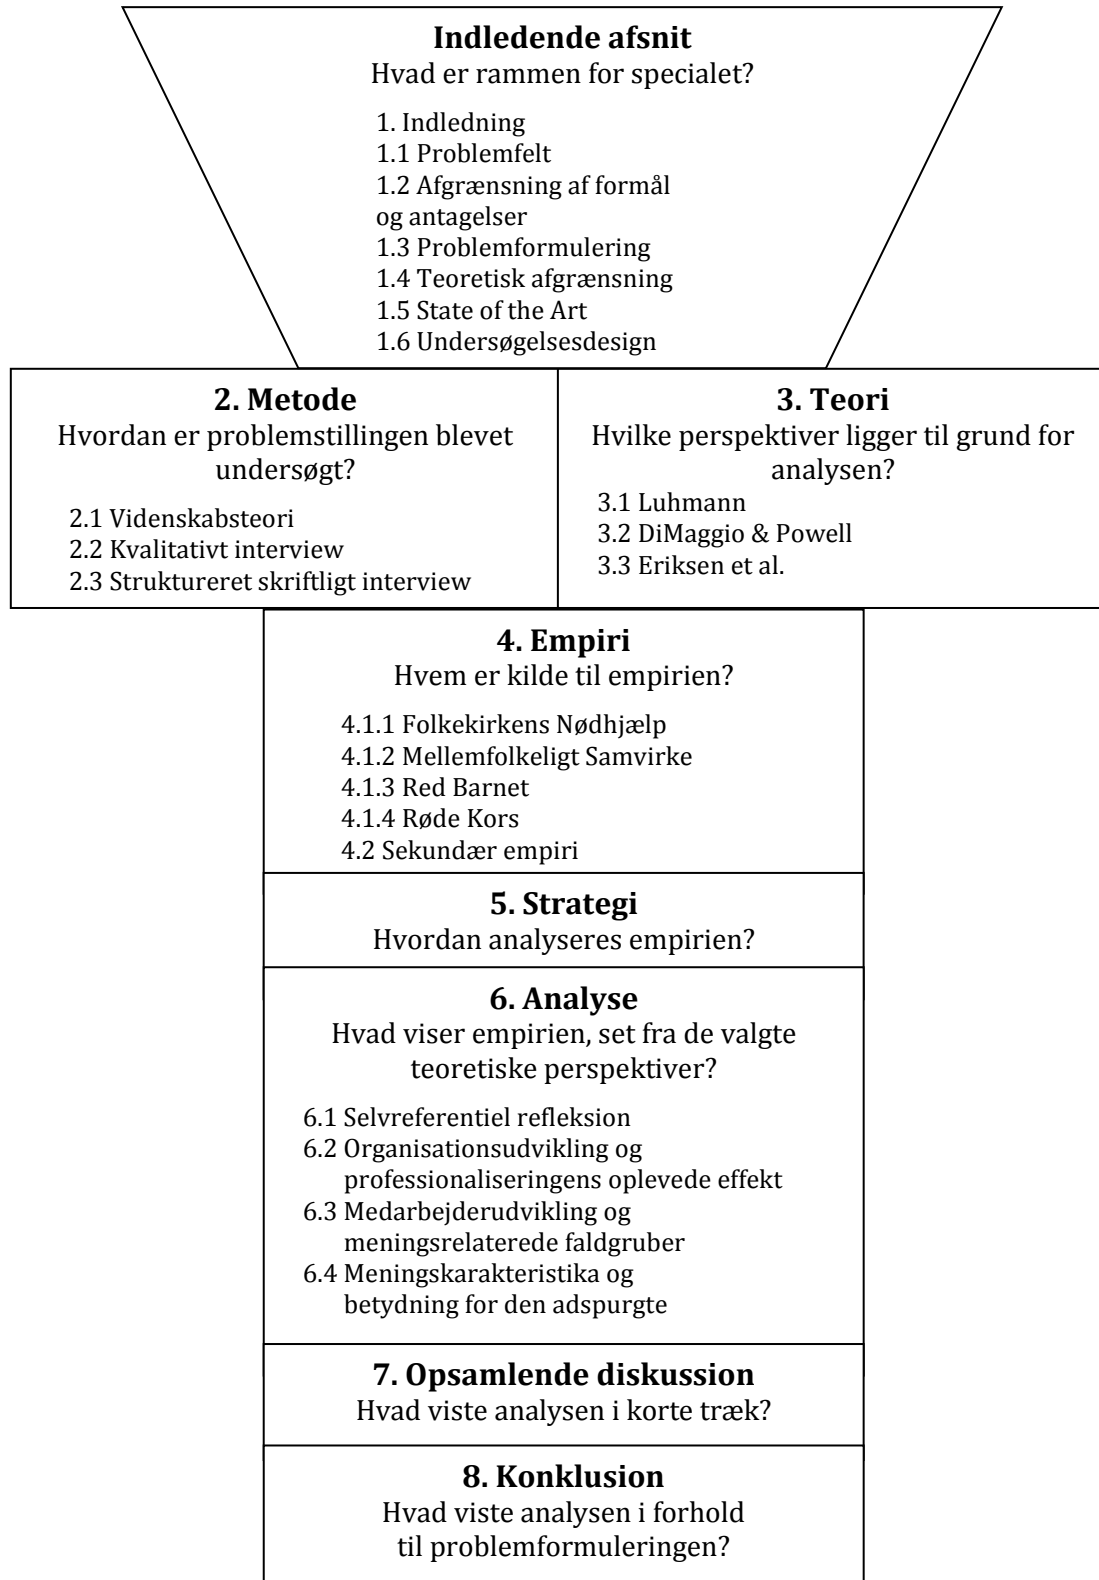 Indledende afsnit
Hvad er rammen for specialet?
1. Indledning
1.1 Problemfelt
1.2 Afgrænsning af formål
og antagelser
1.3 Problemformulering
1.4 Teoretisk afgrænsning
1.5 State of the Art
1.6 Undersøgelsesdesign
2. Metode
Hvordan er problemstillingen blevet
undersøgt?
2.1 Videnskabsteori
2.2 Kvalitativt interview
2.3 Struktureret skriftligt interview
3. Teori
Hvilke perspektiver ligger til grund for
analysen?
3.1 Luhmann
3.2 DiMaggio & Powell
3.3 Eriksen et al.
4. Empiri
Hvem er kilde til empirien?
4.1.1 Folkekirkens Nødhjælp
4.1.2 Mellemfolkeligt Samvirke
4.1.3 Red Barnet
4.1.4 Røde Kors
4.2 Sekundær empiri
5. Strategi
Hvordan analyseres empirien?
6. Analyse
Hvad viser empirien, set fra de valgte
teoretiske perspektiver?
6.1 Selvreferentiel refleksion
6.2 Organisationsudvikling og
professionaliseringens oplevede effekt
6.3 Medarbejderudvikling og
meningsrelaterede faldgruber
6.4 Meningskarakteristika og
betydning for den adspurgte
7. Opsamlende diskussion
Hvad viste analysen i korte træk?
8. Konklusion
Hvad viste analysen i forhold
til problemformuleringen?